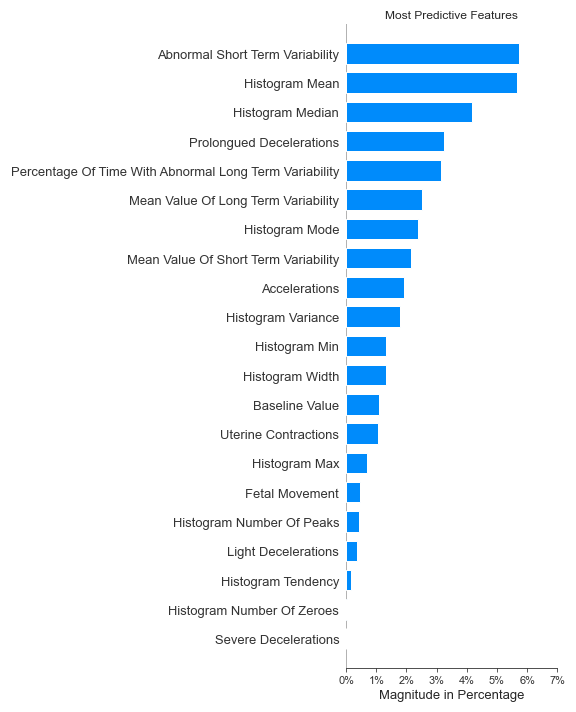 Most Predictive Features
Abnormal Short Term Variability
Histogram Mean
Histogram Median
Prolongued Decelerations
Percentage Of Time With Abnormal Long Term Variability
Mean Value Of Long Term Variability
Histogram Mode
Mean Value Of Short Term Variability
Accelerations
Histogram Variance
Histogram Min
Histogram Width
Baseline Value
Uterine Contractions
Histogram Max
Fetal Movement
Histogram Number Of Peaks
Light Decelerations
Histogram Tendency
Histogram Number Of Zeroes
Severe Decelerations
0% 1% 2% 3% 4% 5% 6% 7%
Magnitude in Percentage